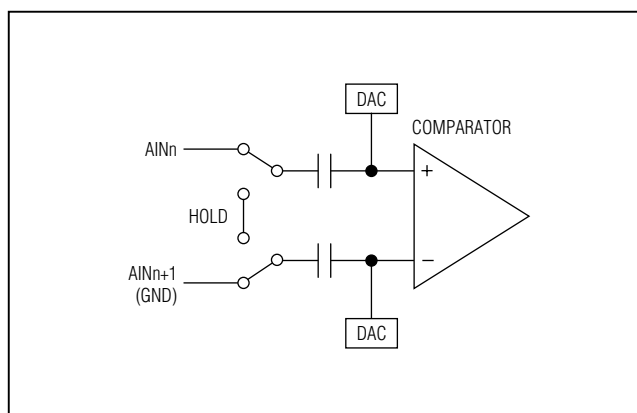 DAC
COMPARATOR
AINn
+
HOLD
−
AINn+1
(GND)
DAC